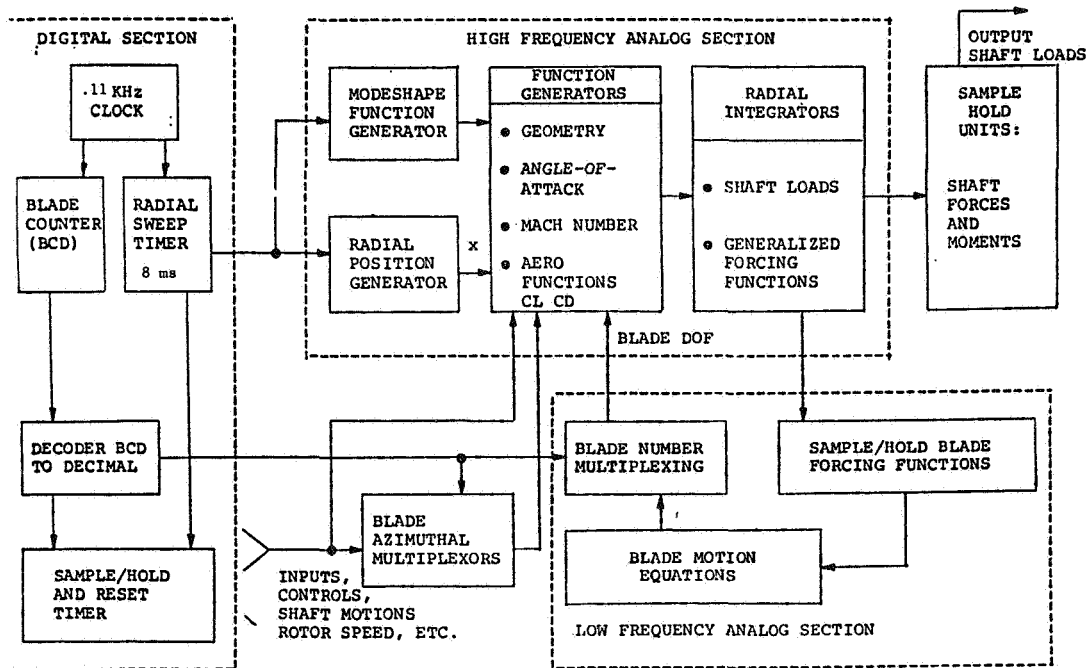 DIGITAL SECTION
.11 KHz
CLOCK
BLADE
COUNTER
(BCD)
RADIAL
SWEEP
TIMER
8 ms
DECODER BCD
TO DECIMAL
SAMPLE/HOLD
AND RESET
TIMER
HIGH FREQUENCY ANALOG SECTION
MODESHAPE
FUNCTION
GENERATOR
RADIAL
POSITION
GENERATOR
x
FUNCTION
GENERATORS
● GEOMETRY
● ANGLE-OF-
ATTACK
● MACH NUMBER
● AERO
FUNCTIONS
CL CD
RADIAL
INTEGRATORS
● SHAFT LOADS
● GENERALIZED
FORCING
FUNCTIONS
OUTPUT
SHAFT LOADS
SAMPLE
HOLD
UNITS:
SHAFT
FORCES
AND
MOMENTS
BLADE DOF
BLADE
AZIMUTHAL
MULTIPLEXORS
INPUTS,
CONTROLS,
SHAFT MOTIONS
ROTOR SPEED, ETC.
BLADE NUMBER
MULTIPLEXING
SAMPLE/HOLD BLADE
FORCING FUNCTIONS
BLADE MOTION
EQUATIONS
LOW FREQUENCY ANALOG SECTION